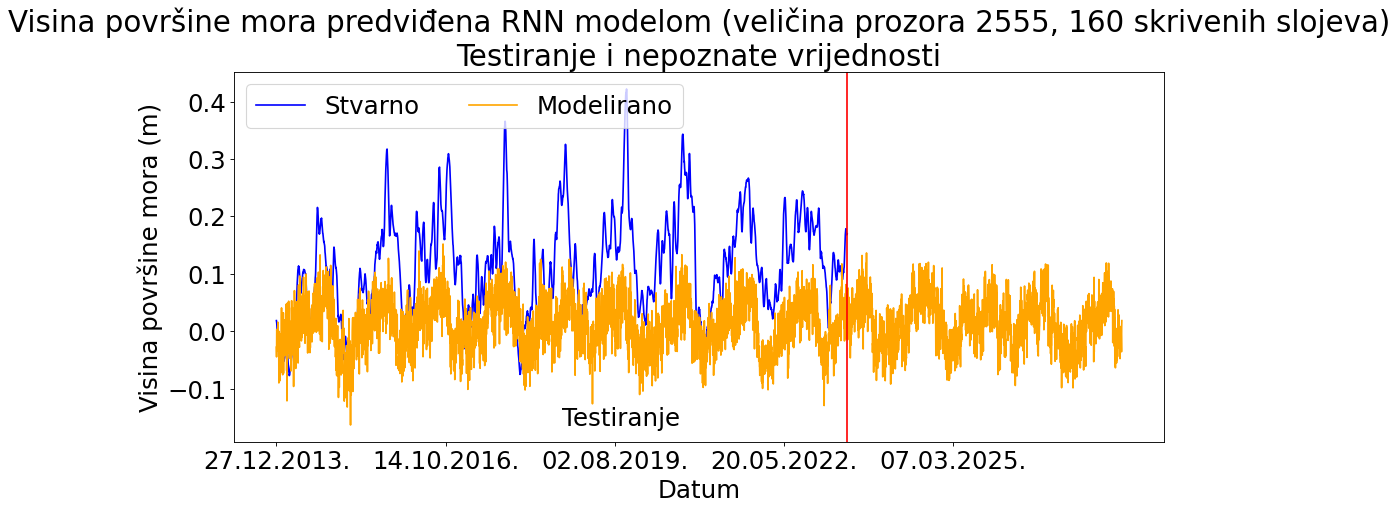 Visina površine mora predviđena RNN modelom (veličina prozora 2555, 160 skrivenih slojeva)
Testiranje i nepoznate vrijednosti
Stvarno Modelirano
Visina površine mora (m)
0.4
0.3
0.2
0.1
0.0
−0.1
Testiranje
27.12.2013. 14.10.2016. 02.08.2019. 20.05.2022. 07.03.2025.
Datum